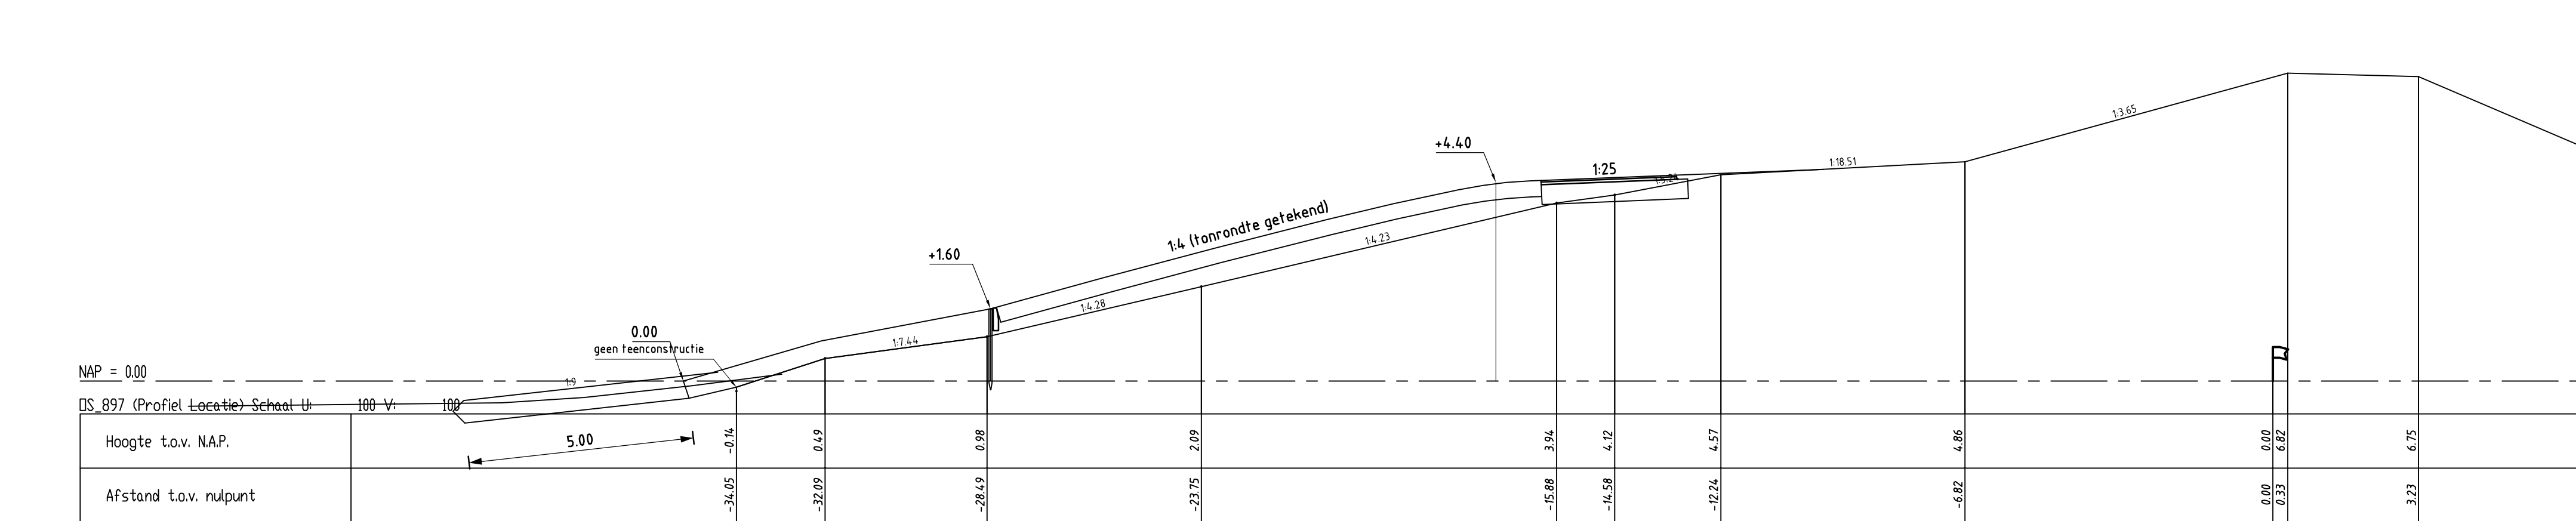 1:3.65
+4.40
1:25
1:18.51
1:4 (tonrondte getekend)
1:4.23
+1.60
1:4.28
0.00
geen teenconstructie
1:7.44
NAP = 0.00
1:9
S_897 (Profiel Locatie) Schaal U: 100 V: 100
Hoogte t.o.v. N.A.P. -0.14 0.49 0.98 2.09 3.94 4.12 4.57 4.86 0.00 6.82 6.75
5.00
Afstand t.o.v. nulpunt -34.05 -32.09 -28.49 -23.75 -15.88 -14.58 -12.24 -6.82 0.00 0.33 3.23